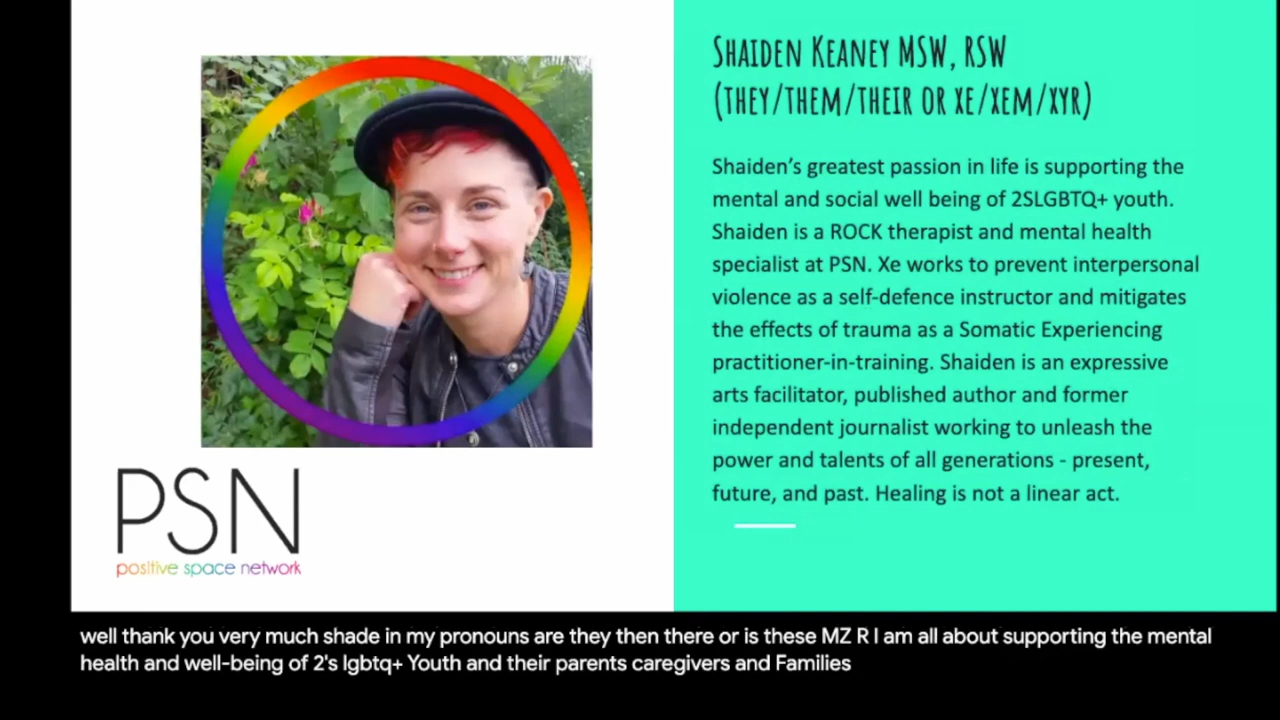 SHAIDEN KEANEY MSW, RSW
(THEY/THEM/THEIR OR XE/XEM/XYR)
Shaiden's greatest passion in life is supporting the
mental and social well being of 2SLGBTQ+ youth.
Shaiden is a ROCK therapist and mental health
specialist at PSN. Xe works to prevent interpersonal
violence as a self-defence instructor and mitigates
the effects of trauma as a Somatic Experiencing
practitioner-in-training. Shaiden is an expressive
arts facilitator, published author and former
independent journalist working to unleash the
power and talents of all generations - present,
future, and past. Healing is not a linear act.
PSN
positive space network
well thank you very much shade in my pronouns are they then there or is these MZ R I am all about supporting the mental
health and well-being of 2's lgbtq+ Youth and their parents caregivers and Families